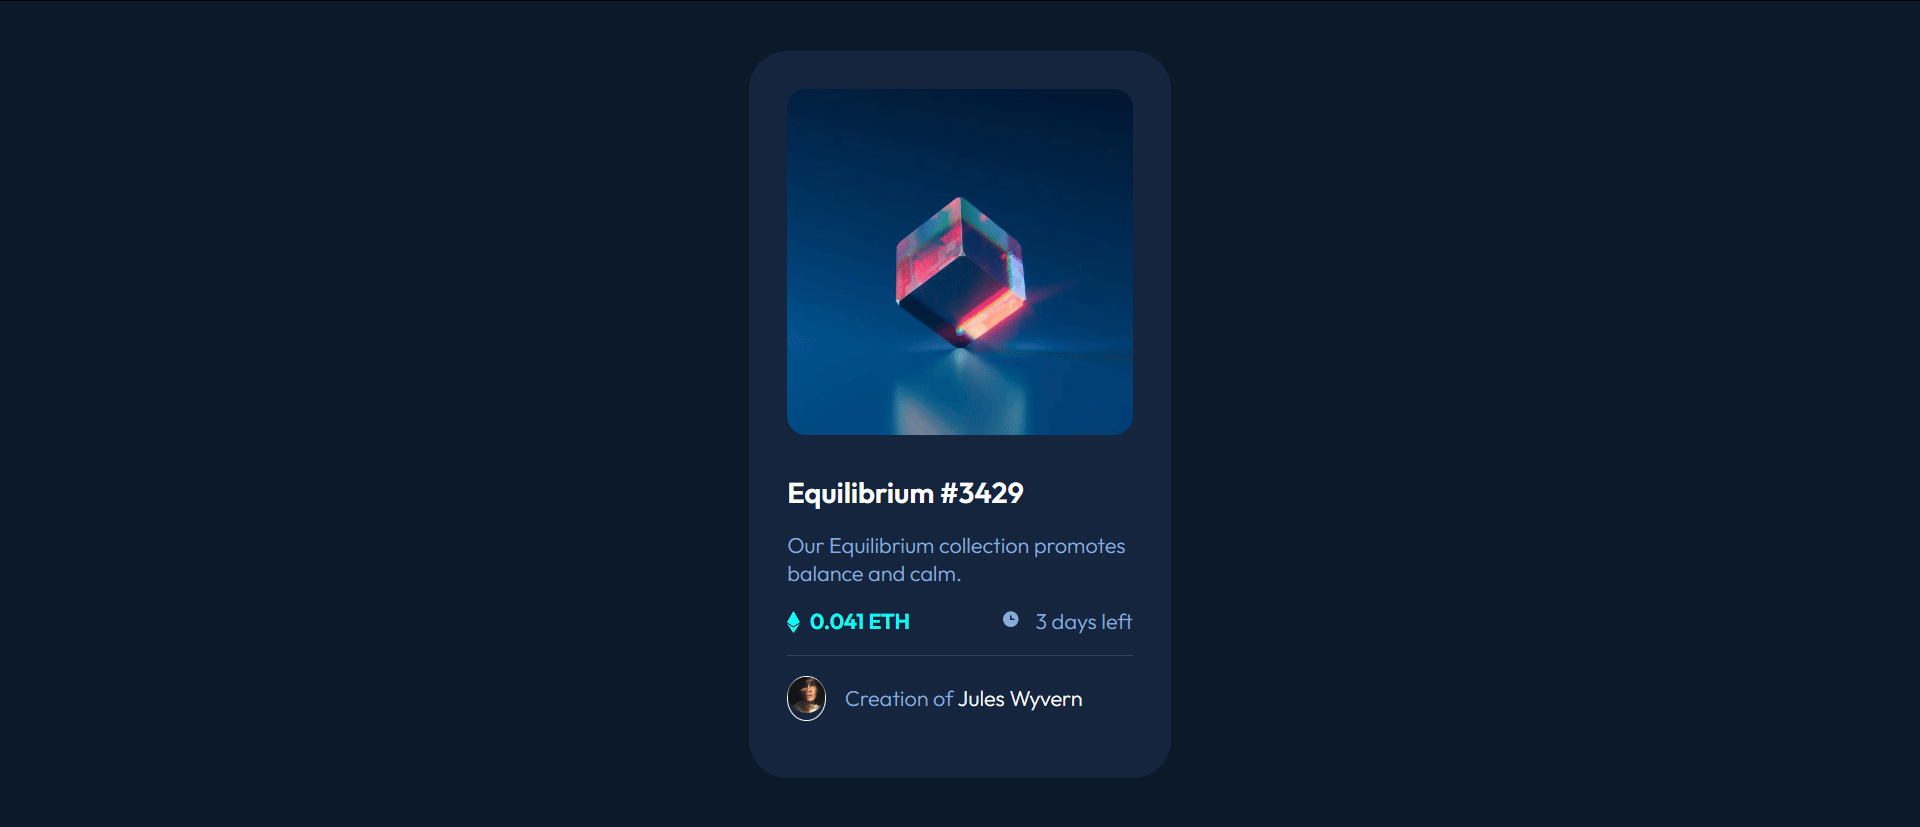 Equilibrium #3429
Our Equilibrium collection promotes
balance and calm.
0.041 ETH 3 days left
Creation of Jules Wyvern